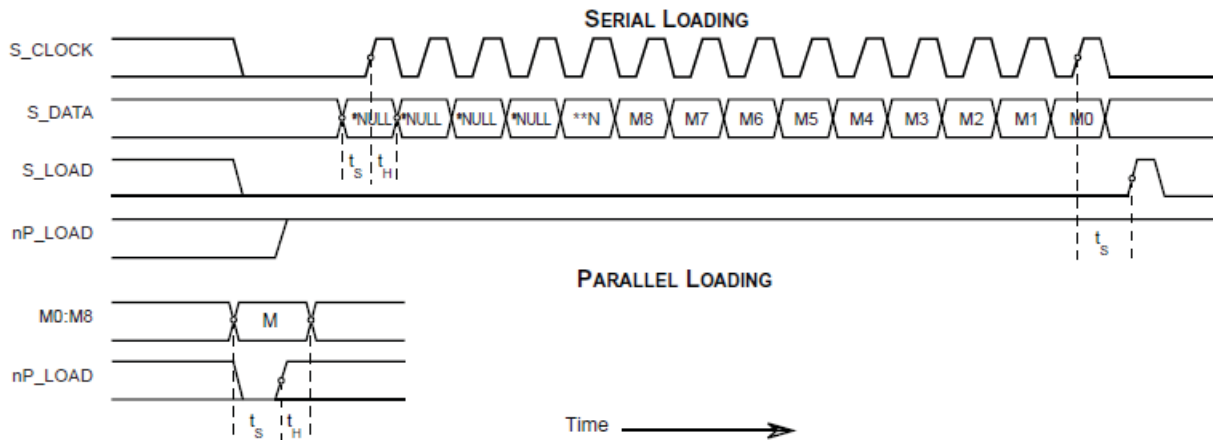 SERIAL LOADING
S_CLOCK
S_DATA
*NULL *NULL *NULL *NULL **N M8 M7 M6 M5 M4 M3 M2 M1 M0
tS tH
S_LOAD
nP_LOAD
tS
PARALLEL LOADING
M0:M8
M
nP_LOAD
tS tH
Time